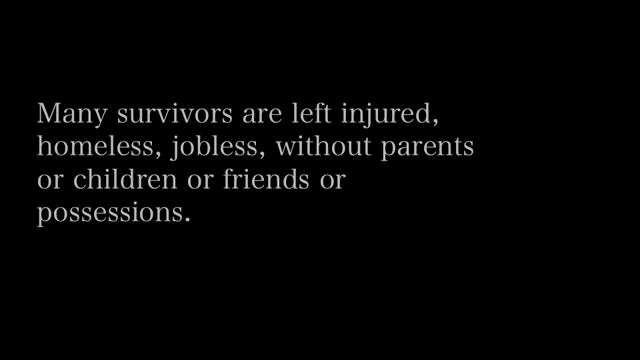 Many survivors are left injured,
homeless, jobless, without parents
or children or friends or
possessions.